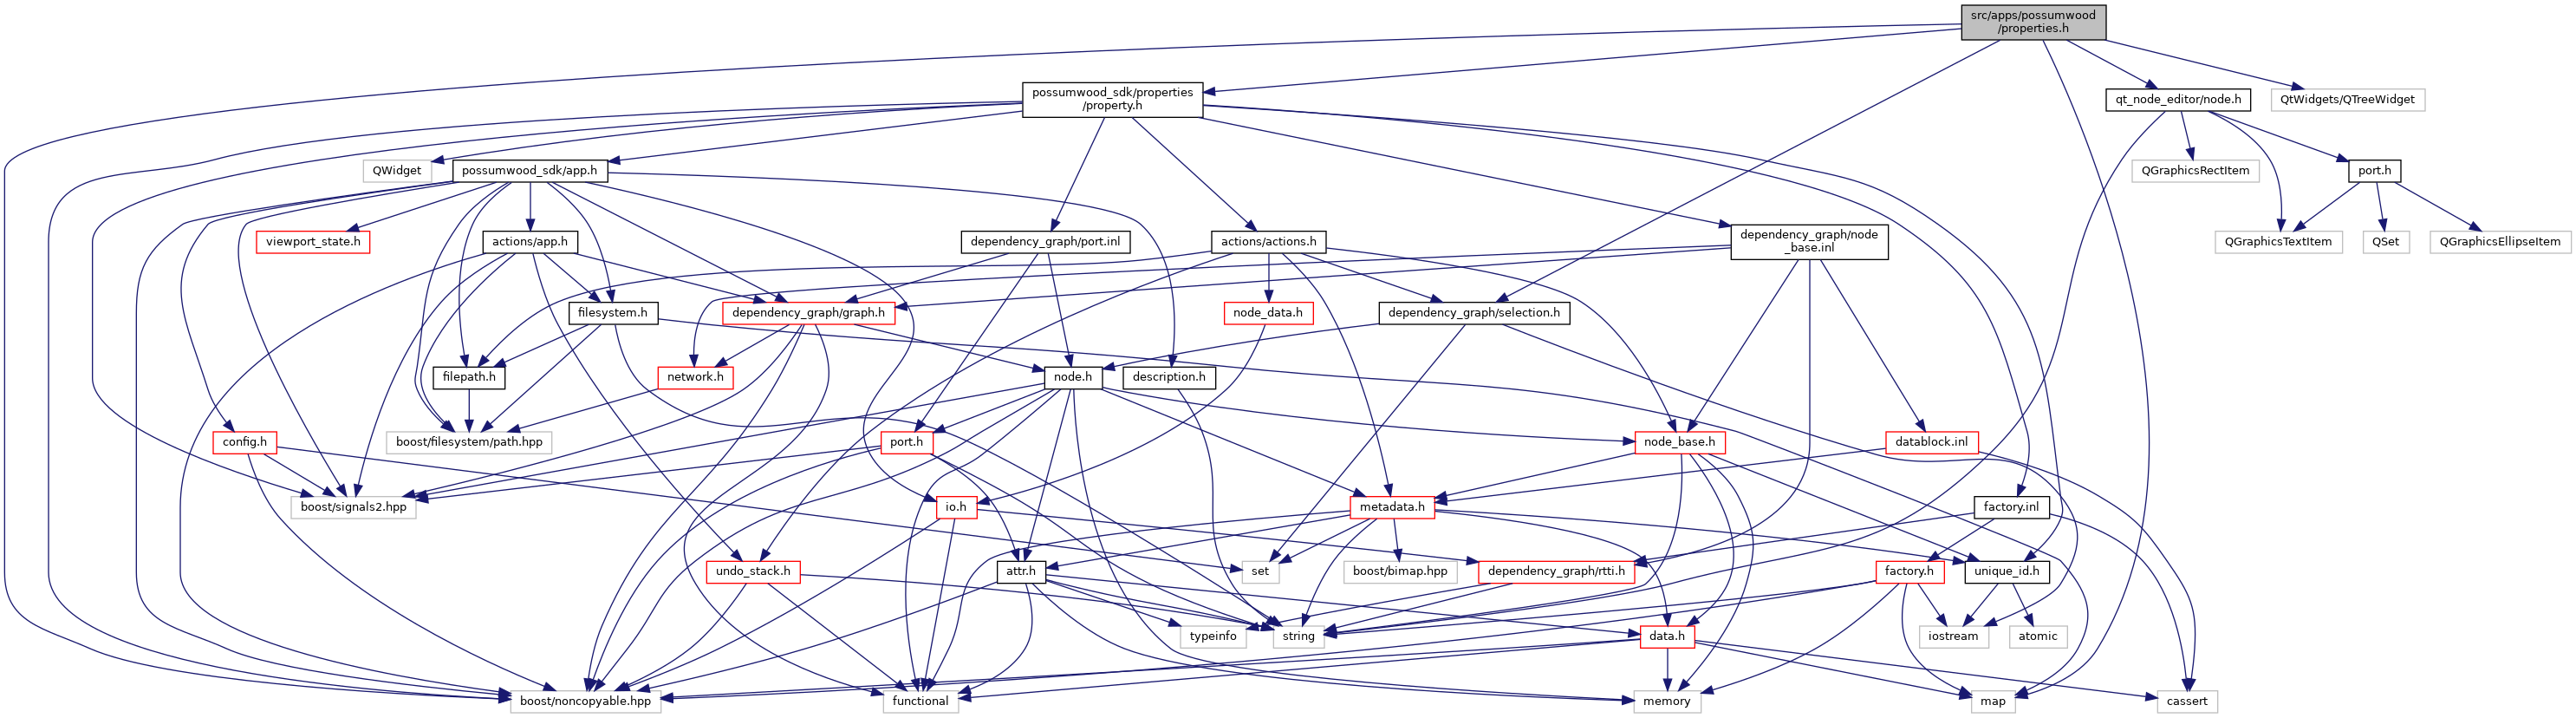 src/apps/possumwood
/properties.h
possumwood_sdk/properties
/property.h
qt_node_editor/node.h
QtWidgets/QTreeWidget
QWidget
possumwood_sdk/app.h
QGraphicsRectItem
port.h
viewport_state.h
actions/app.h
dependency_graph/port.inl
actions/actions.h
dependency_graph/node
_base.inl
QGraphicsTextItem
QSet
QGraphicsEllipseItem
filesystem.h
dependency_graph/graph.h
node_data.h
dependency_graph/selection.h
filepath.h
network.h
node.h
description.h
config.h
boost/filesystem/path.hpp
port.h
node_base.h
datablock.inl
boost/signals2.hpp
io.h
metadata.h
factory.inl
undo_stack.h
attr.h
set
boost/bimap.hpp
dependency_graph/rtti.h
factory.h
unique_id.h
typeinfo
string
data.h
iostream
atomic
boost/noncopyable.hpp
functional
memory
map
cassert